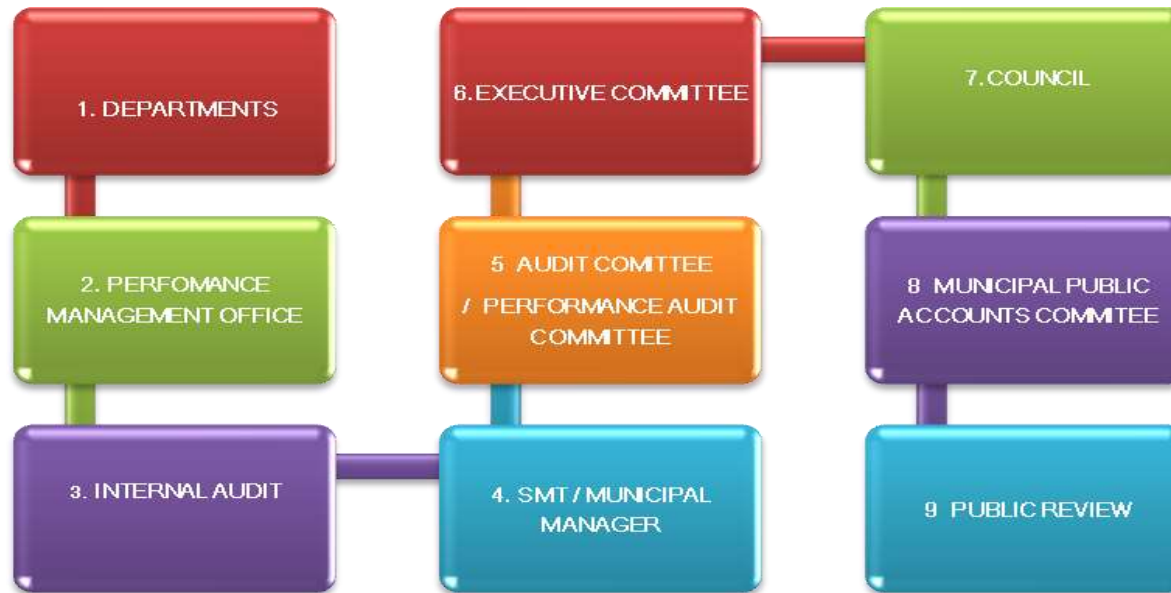 1. DEPARTMENTS
2. PERFOMANCE
MANAGEMENT OFFICE
3. INTERNAL AUDIT
4. SMT / MUNICIPAL
MANAGER
5 AUDIT COMITTEE
/ PERFORMANCE AUDIT
COMMITTEE
6.EXECUTIVE COMMITTEE
7.COUNCIL
8 MUNICIPAL PUBLIC
ACCOUNTS COMMITEE
9 PUBLIC REVIEW